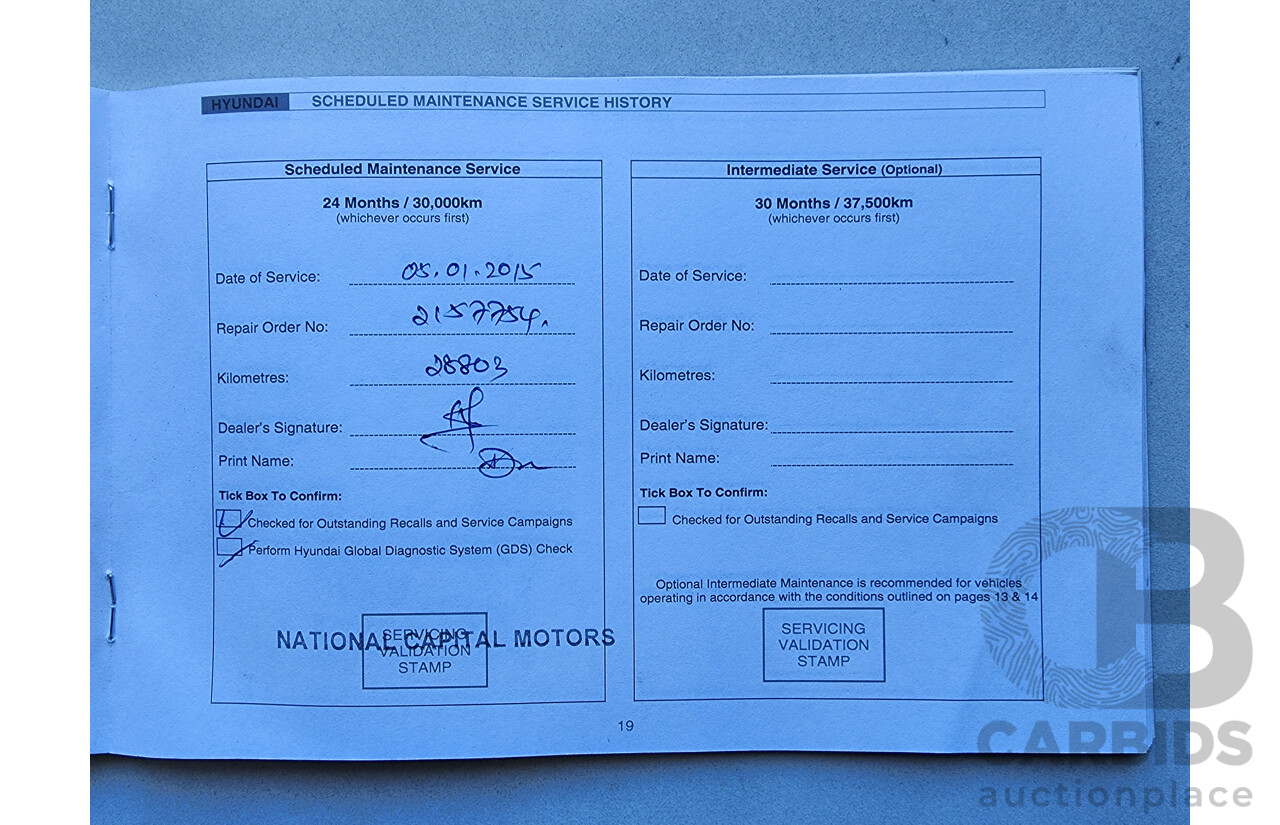 HYUNDAI SCHEDULED MAINTENANCE SERVICE HISTORY
Scheduled Maintenance Service
24 Months / 30,000km
(whichever occurs first)
Date of Service: 05.01.2015
Repair Order No: 2157754.
Kilometres: 28803
Dealer's Signature:
Print Name:
Tick Box To Confirm:
Checked for Outstanding Recalls and Service Campaigns
Perform Hyundai Global Diagnostic System (GDS) Check
SERVICING
VALIDATION
STAMP
NATIONAL CAPITAL MOTORS
Intermediate Service (Optional)
30 Months / 37,500km
(whichever occurs first)
Date of Service:
Repair Order No:
Kilometres:
Dealer's Signature:
Print Name:
Tick Box To Confirm:
Checked for Outstanding Recalls and Service Campaigns
Optional Intermediate Maintenance is recommended for vehicles
operating in accordance with the conditions outlined on pages 13 & 14
SERVICING
VALIDATION
STAMP
19
CB
CARBIDS
auctionplace